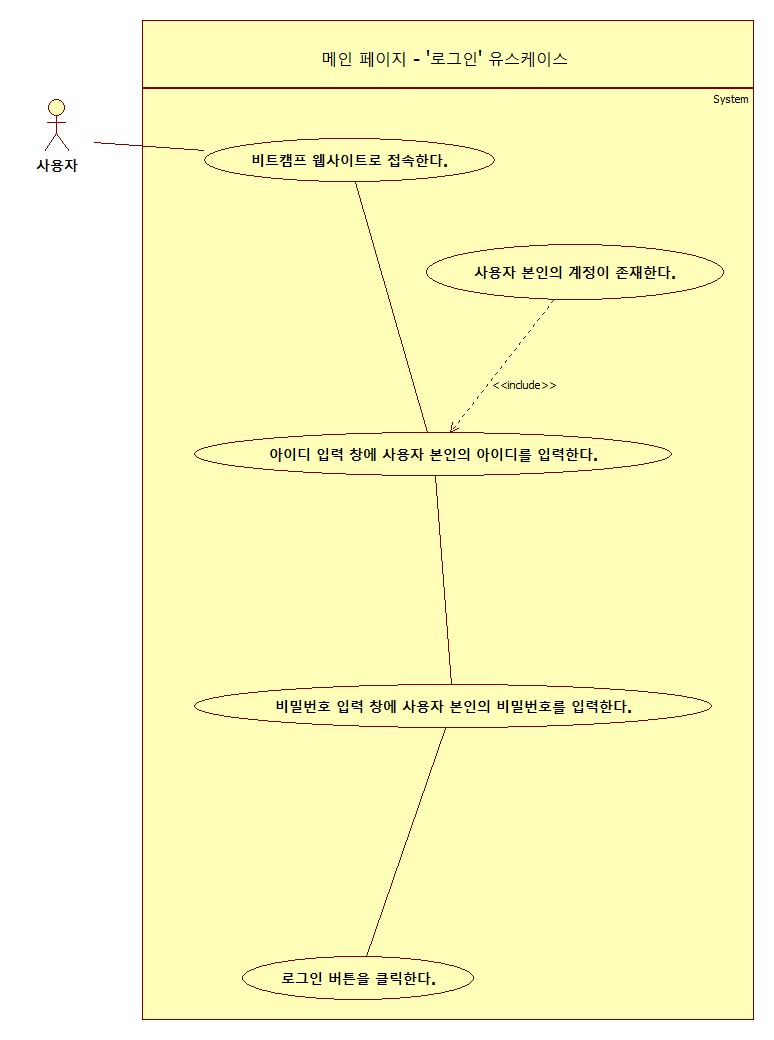 메인 페이지 - '로그인' 유스케이스
System
사용자
비트캠프 웹사이트로 접속한다.
사용자 본인의 계정이 존재한다.
<<include>>
아이디 입력 창에 사용자 본인의 아이디를 입력한다.
비밀번호 입력 창에 사용자 본인의 비밀번호를 입력한다.
로그인 버튼을 클릭한다.